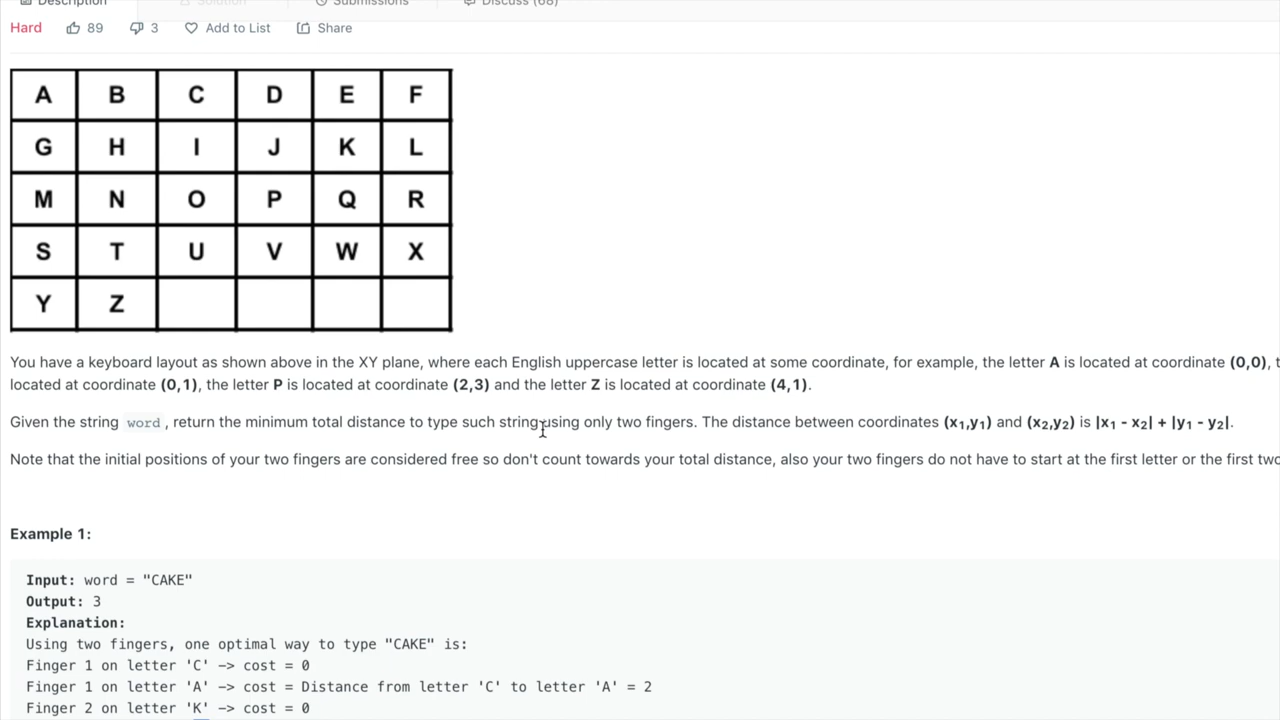 Description Solution Submissions Discuss (68)
Hard 89 3 Add to List Share
A B C D E F
G H I J K L
M N O P Q R
S T U V W X
Y Z
You have a keyboard layout as shown above in the XY plane, where each English uppercase letter is located at some coordinate, for example, the letter A is located at coordinate (0,0),
located at coordinate (0,1), the letter P is located at coordinate (2,3) and the letter Z is located at coordinate (4,1).
Given the string word , return the minimum total distance to type such string using only two fingers. The distance between coordinates (x₁,y₁) and (x₂,y₂) is |x₁ - x₂| + |y₁ - y₂|.
Note that the initial positions of your two fingers are considered free so don't count towards your total distance, also your two fingers do not have to start at the first letter or the first two
Example 1:
Input: word = "CAKE"
Output: 3
Explanation:
Using two fingers, one optimal way to type "CAKE" is:
Finger 1 on letter 'C' -> cost = 0
Finger 1 on letter 'A' -> cost = Distance from letter 'C' to letter 'A' = 2
Finger 2 on letter 'K' -> cost = 0